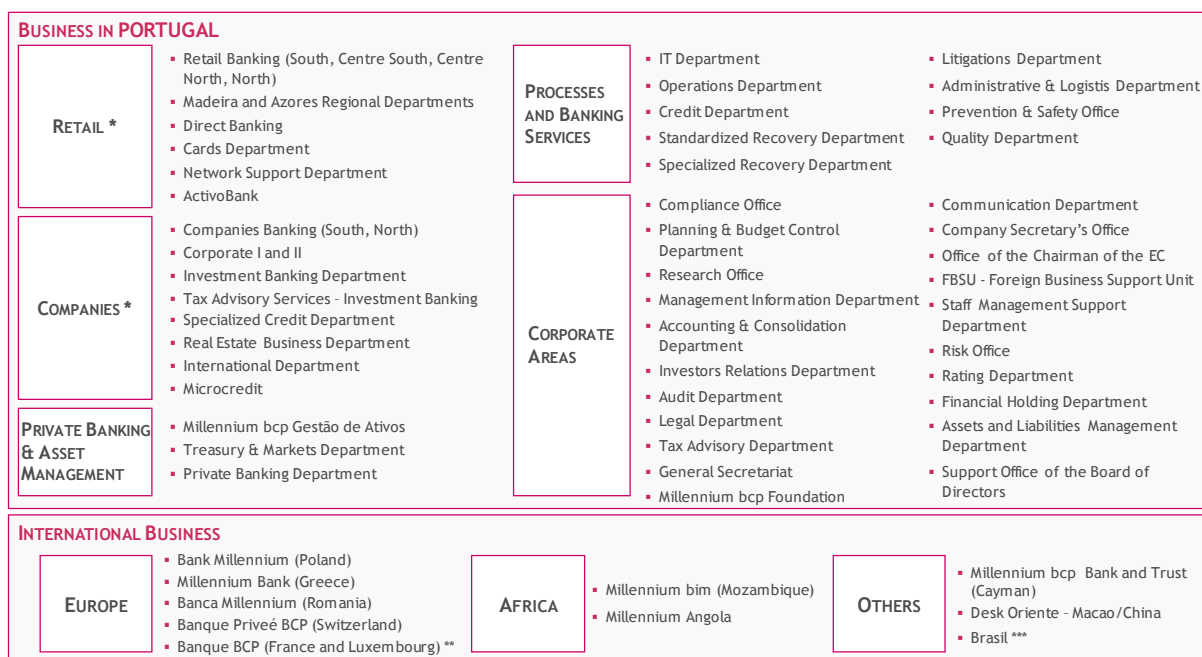 BUSINESS IN PORTUGAL
RETAIL *
▪ Retail Banking (South, Centre South, Centre
North, North)
▪ Madeira and Azores Regional Departments
▪ Direct Banking
▪ Cards Department
▪ Network Support Department
▪ ActivoBank
COMPANIES *
▪ Companies Banking (South, North)
▪ Corporate I and II
▪ Investment Banking Department
▪ Tax Advisory Services – Investment Banking
▪ Specialized Credit Department
▪ Real Estate Business Department
▪ International Department
▪ Microcredit
PRIVATE BANKING
& ASSET
MANAGEMENT
▪ Millennium bcp Gestão de Ativos
▪ Treasury & Markets Department
▪ Private Banking Department
PROCESSES
AND BANKING
SERVICES
▪ IT Department
▪ Operations Department
▪ Credit Department
▪ Standardized Recovery Department
▪ Specialized Recovery Department
▪ Litigations Department
▪ Administrative & Logistis Department
▪ Prevention & Safety Office
▪ Quality Department
CORPORATE
AREAS
▪ Compliance Office
▪ Planning & Budget Control
Department
▪ Research Office
▪ Management Information Department
▪ Accounting & Consolidation
Department
▪ Investors Relations Department
▪ Audit Department
▪ Legal Department
▪ Tax Advisory Department
▪ General Secretariat
▪ Millennium bcp Foundation
▪ Communication Department
▪ Company Secretary's Office
▪ Office of the Chairman of the EC
▪ FBSU - Foreign Business Support Unit
▪ Staff Management Support
Department
▪ Risk Office
▪ Rating Department
▪ Financial Holding Department
▪ Assets and Liabilities Management
Department
▪ Support Office of the Board of
Directors
INTERNATIONAL BUSINESS
EUROPE
▪ Bank Millennium (Poland)
▪ Millennium Bank (Greece)
▪ Banca Millennium (Romania)
▪ Banque Priveé BCP (Switzerland)
▪ Banque BCP (France and Luxembourg) **
AFRICA
▪ Millennium bim (Mozambique)
▪ Millennium Angola
OTHERS
▪ Millennium bcp Bank and Trust
(Cayman)
▪ Desk Oriente – Macao/China
▪ Brasil ***